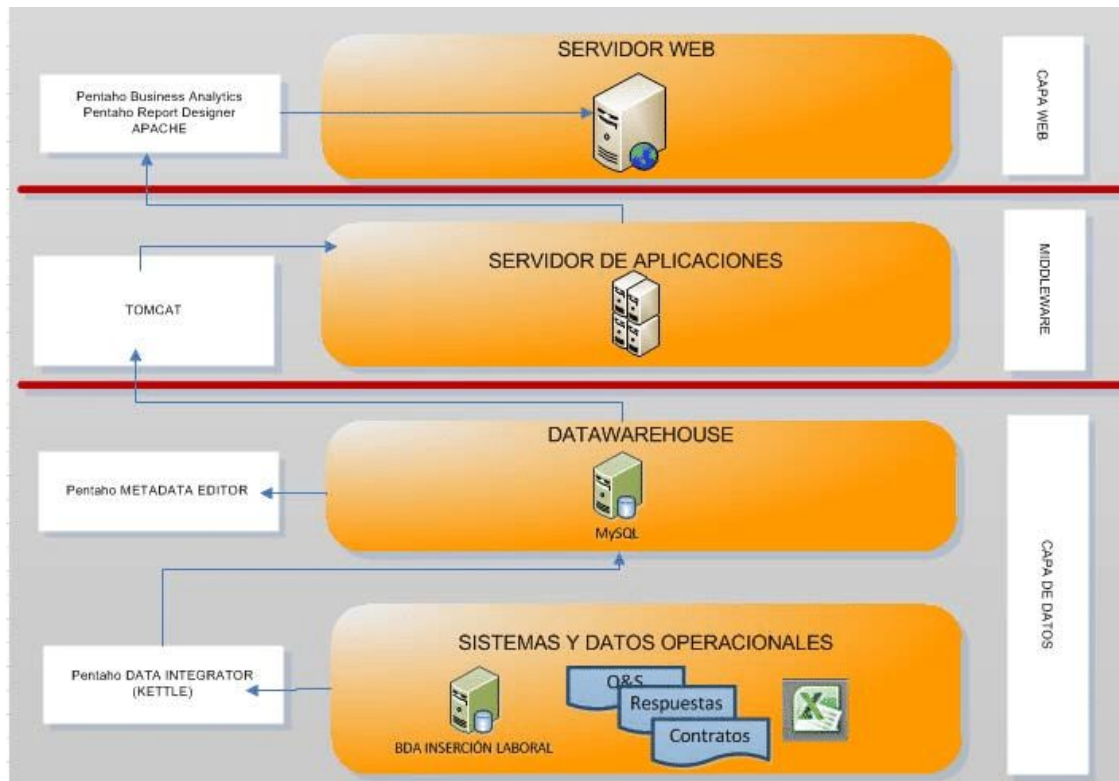 SERVIDOR WEB
Pentaho Business Analytics
Pentaho Report Designer
APACHE
CAPA WEB
SERVIDOR DE APLICACIONES
TOMCAT
MIDDLEWARE
DATAWAREHOUSE
Pentaho METADATA EDITOR
MySQL
CAPA DE DATOS
SISTEMAS Y DATOS OPERACIONALES
Pentaho DATA INTEGRATOR
(KETTLE)
Q&S
Respuestas
Contratos
BDA INSERCIÓN LABORAL